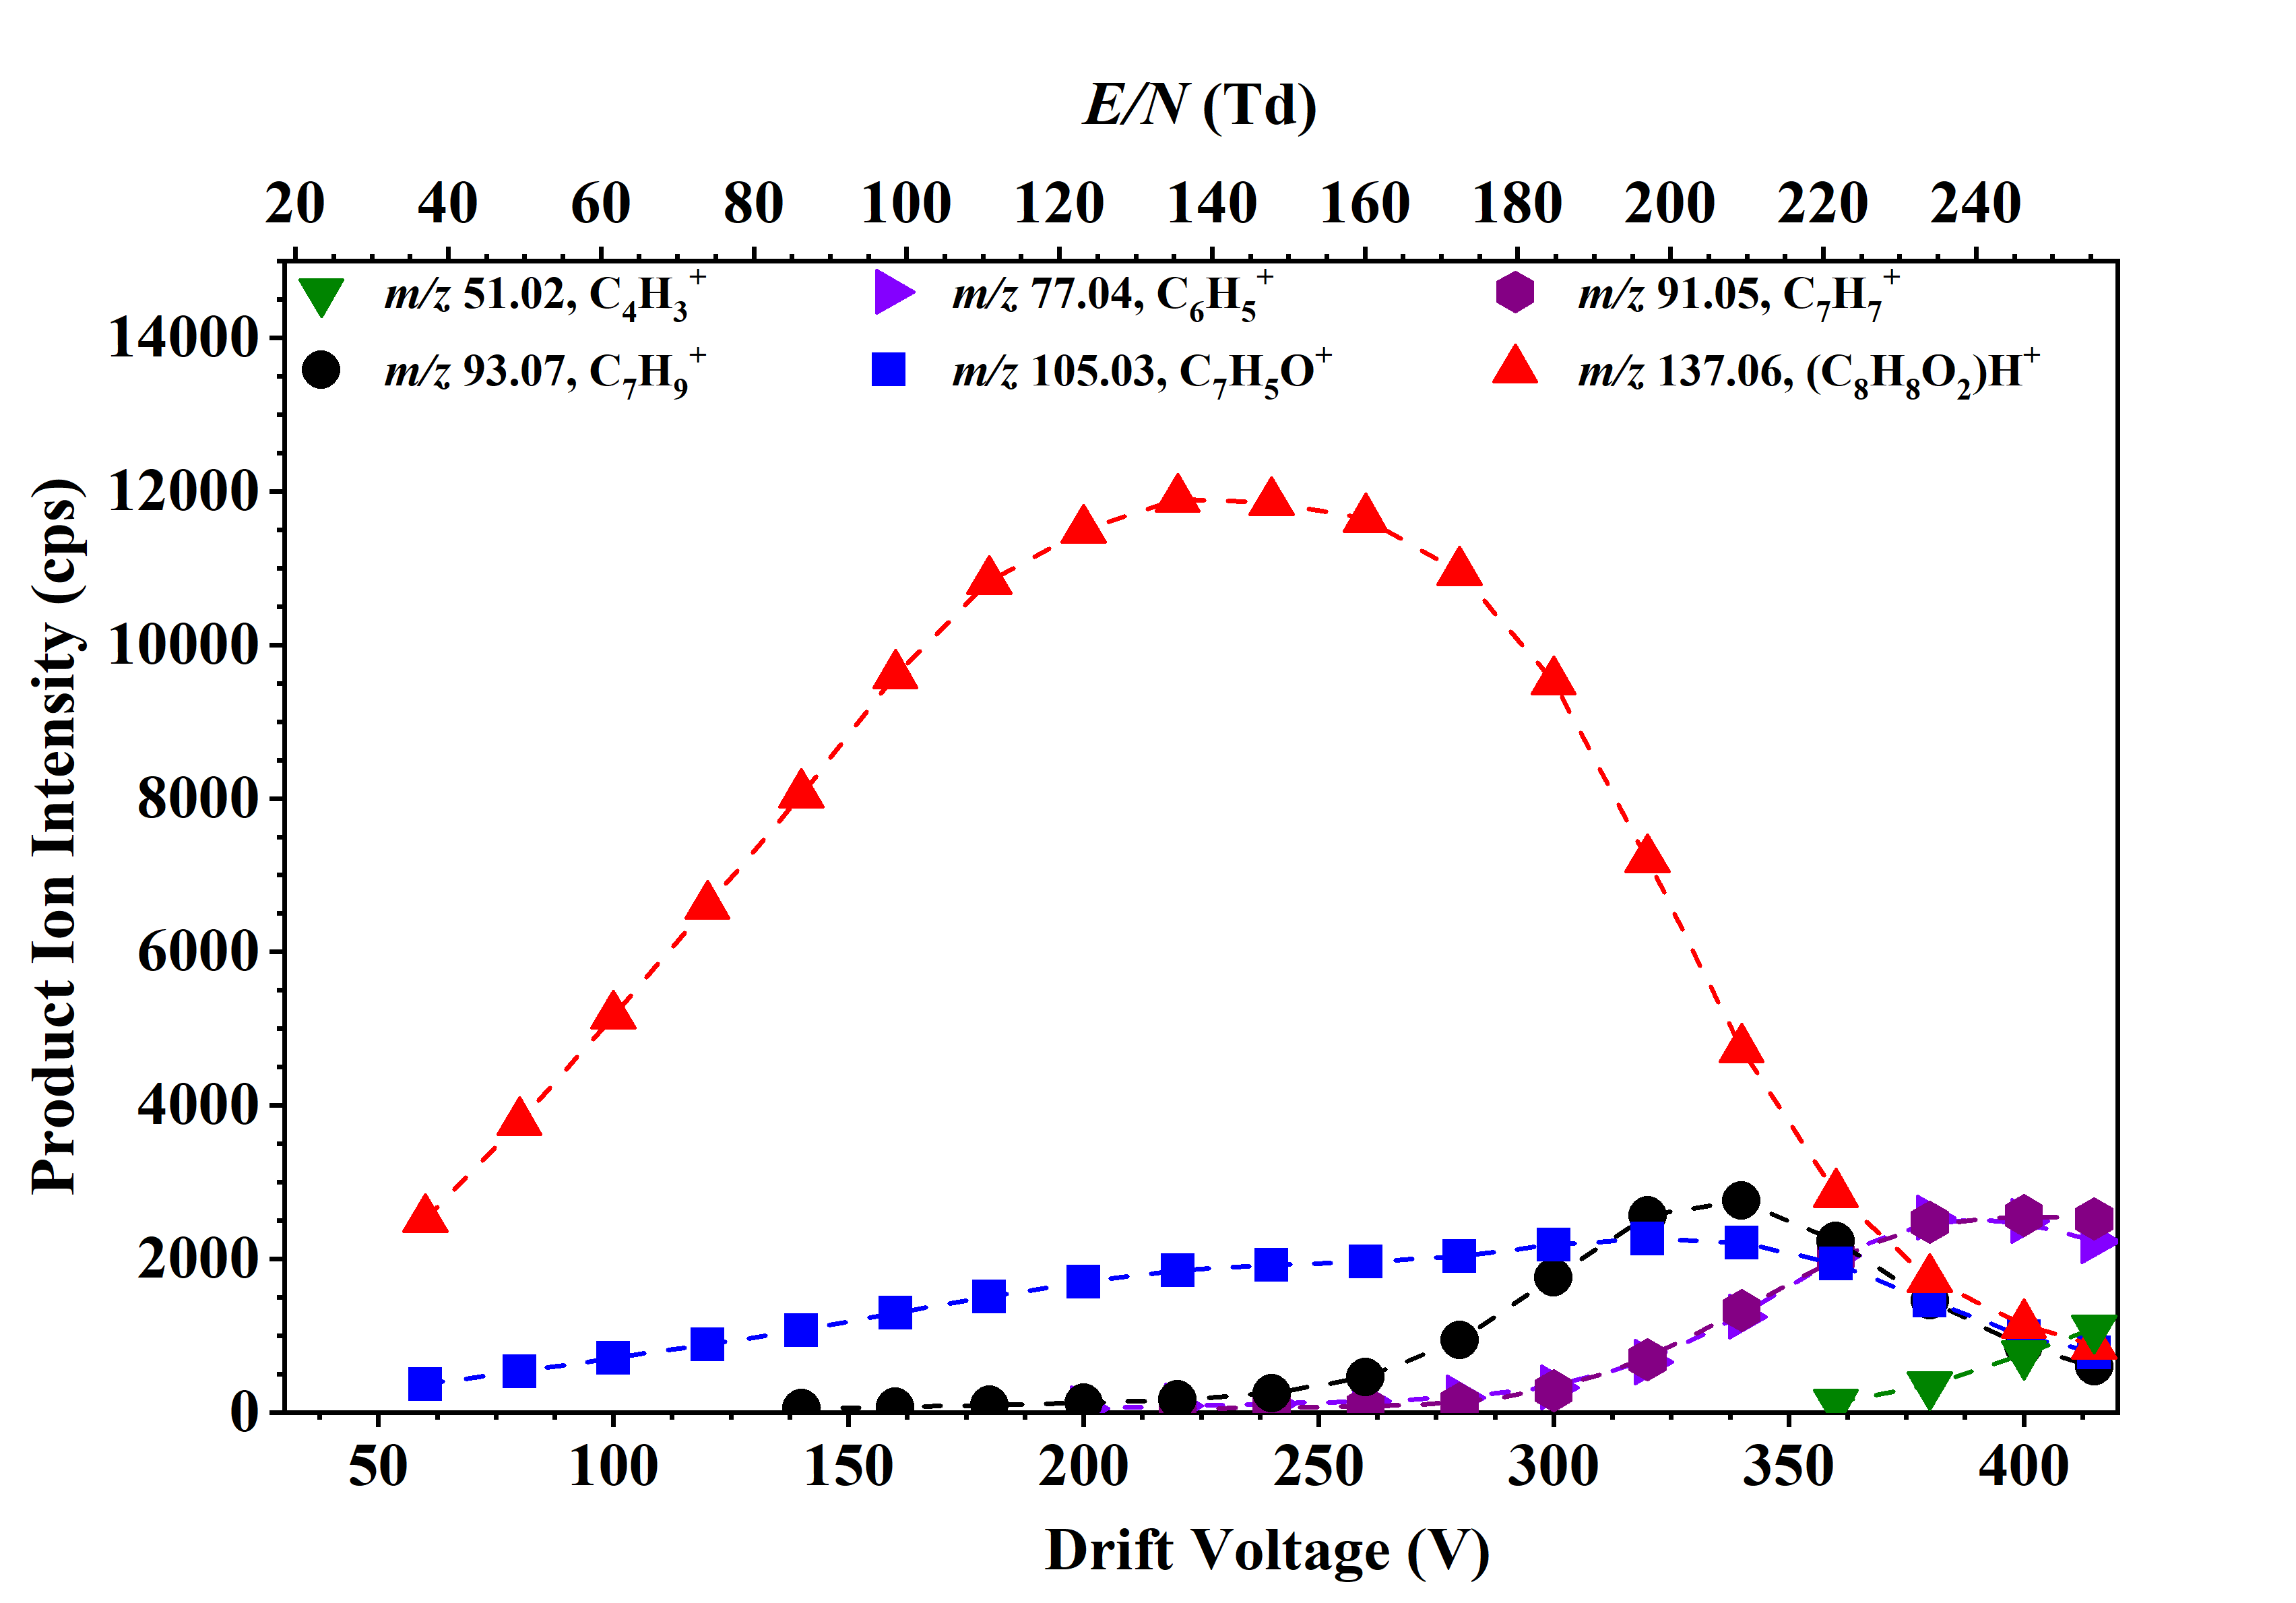 E/N (Td)
20 40 60 80 100 120 140 160 180 200 220 240
m/z 51.02, C₄H₃⁺ m/z 77.04, C₆H₅⁺ m/z 91.05, C₇H₇⁺
m/z 93.07, C₇H₉⁺ m/z 105.03, C₇H₅O⁺ m/z 137.06, (C₈H₈O₂)H⁺
Product Ion Intensity (cps)
14000
12000
10000
8000
6000
4000
2000
0
50 100 150 200 250 300 350 400
Drift Voltage (V)